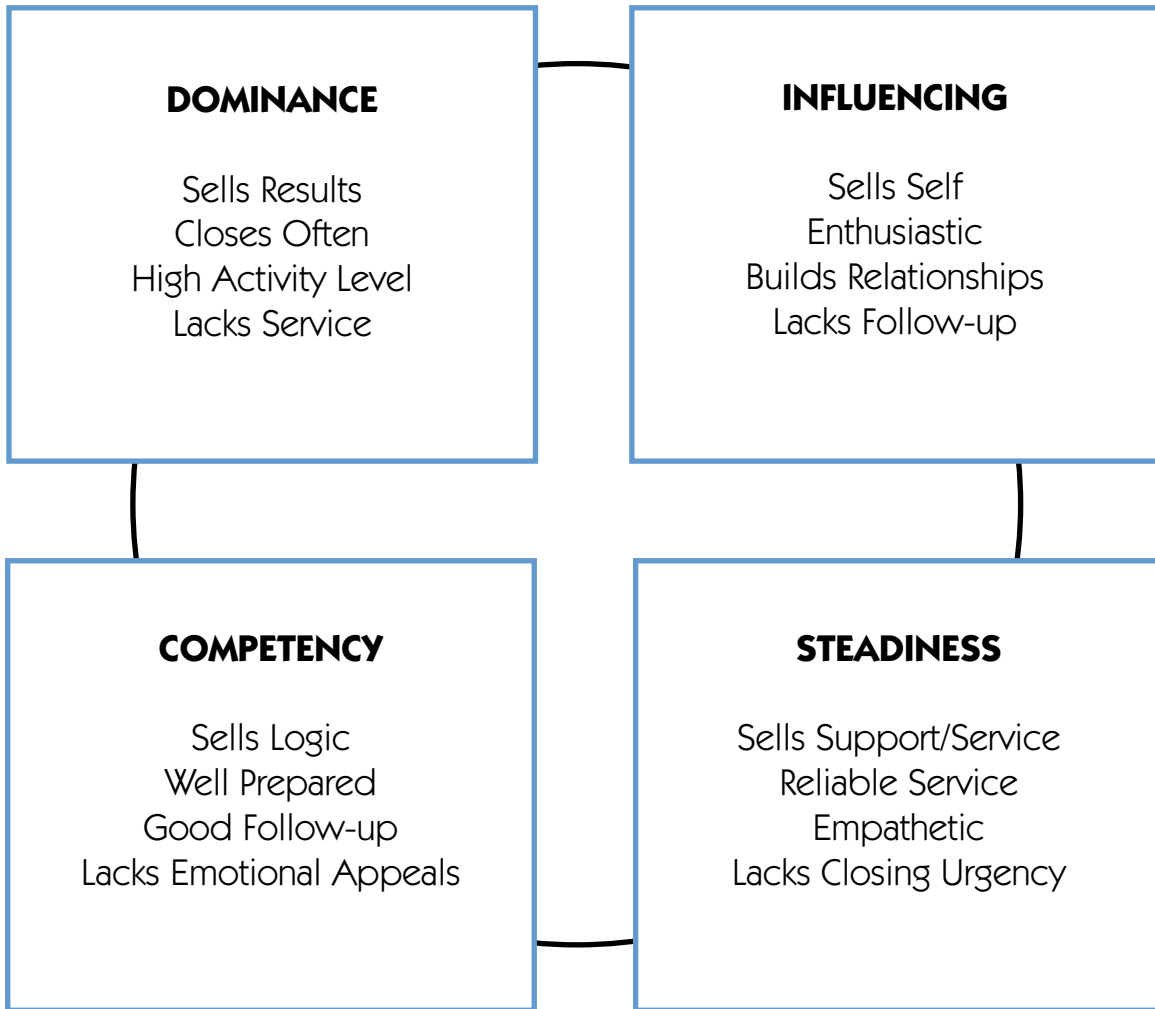 DOMINANCE
Sells Results
Closes Often
High Activity Level
Lacks Service
INFLUENCING
Sells Self
Enthusiastic
Builds Relationships
Lacks Follow-up
COMPETENCY
Sells Logic
Well Prepared
Good Follow-up
Lacks Emotional Appeals
STEADINESS
Sells Support/Service
Reliable Service
Empathetic
Lacks Closing Urgency